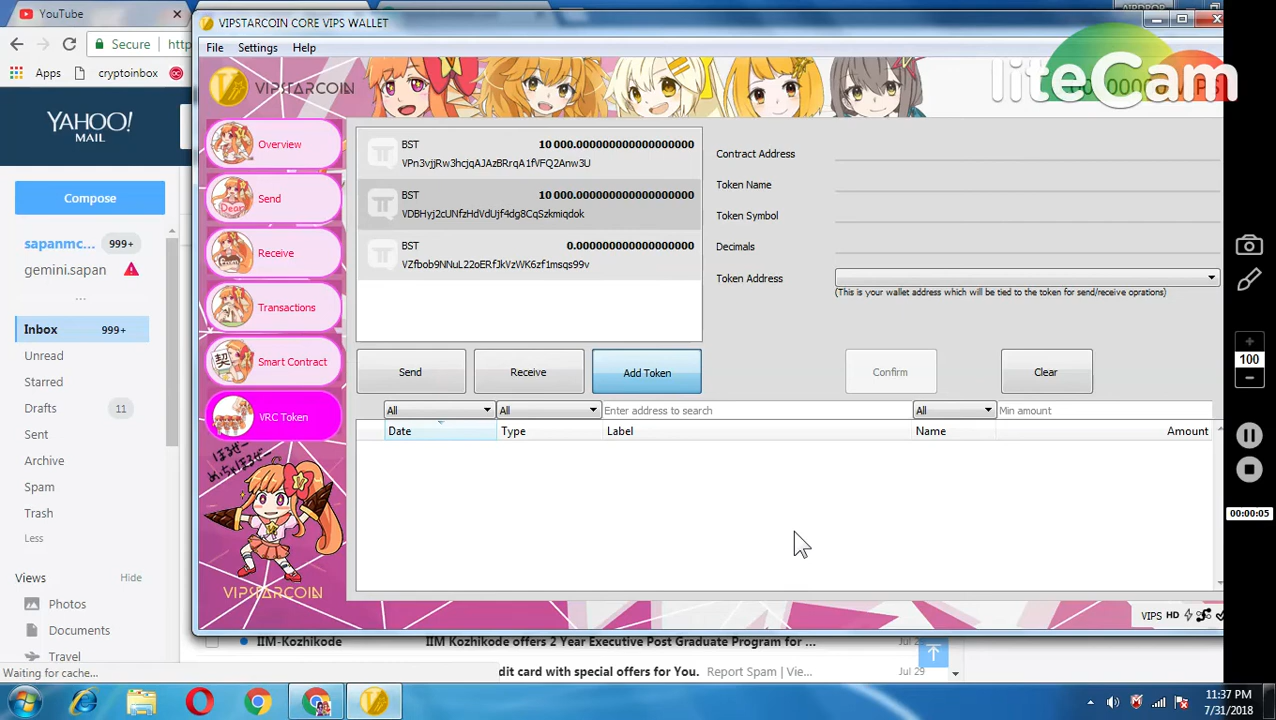 YouTube
Secure
http
Apps
cryptoinbox
YAHOO!
MAIL
Compose
sapanmc... 999+
gemini.sapan
...
Inbox 999+
Unread
Starred
Drafts 11
Sent
Archive
Spam
Trash
Less
Views Hide
Photos
Documents
Travel
Waiting for cache...
VIPSTARCOIN CORE VIPS WALLET
File Settings Help
VIPSTARCOIN
liteCam
Overview
Send
Receive
Transactions
Smart Contract
VRC Token
VIPSTARCOIN
BST 10 000.000000000000000000
VPn3vjjRw3hcjqAJAzBRrqA1fVFQ2Anw3U
BST 10 000.000000000000000000
VDBHyj2cUNfzHdVdUjf4dg8CqSzkmiqdok
BST 0.000000000000000000
VZfbob9NNuL22oERfJkVzWK6zf1msqs99v
Contract Address
Token Name
Token Symbol
Decimals
Token Address
(This is your wallet address which will be tied to the token for send/receive oprations)
Send Receive Add Token Confirm Clear
All All Enter address to search All Min amount
Date Type Label Name Amount
VIPS HD
IIM-Kozhikode IIM Kozhikode offers 2 Year Executive Post Graduate Program for ... Jul
dit card with special offers for You. Report Spam | Vie... Jul 29
100
00:00:05
11:37 PM
7/31/2018